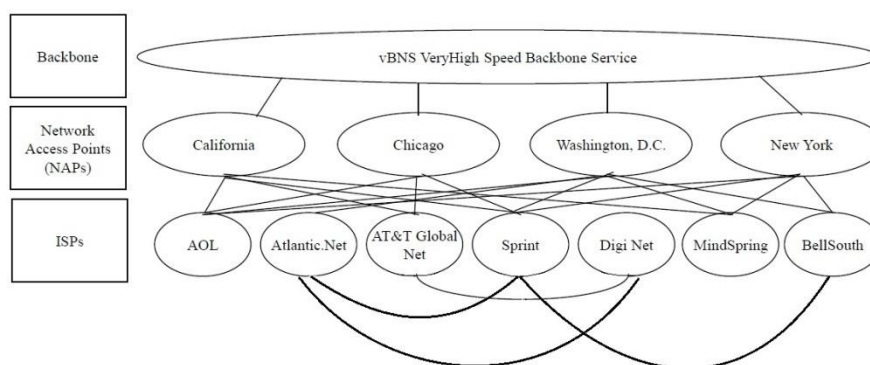 Backbone
vBNS VeryHigh Speed Backbone Service
Network
Access Points
(NAPs)
California
Chicago
Washington, D.C.
New York
ISPs
AOL
Atlantic.Net
AT&T Global
Net
Sprint
Digi Net
MindSpring
BellSouth